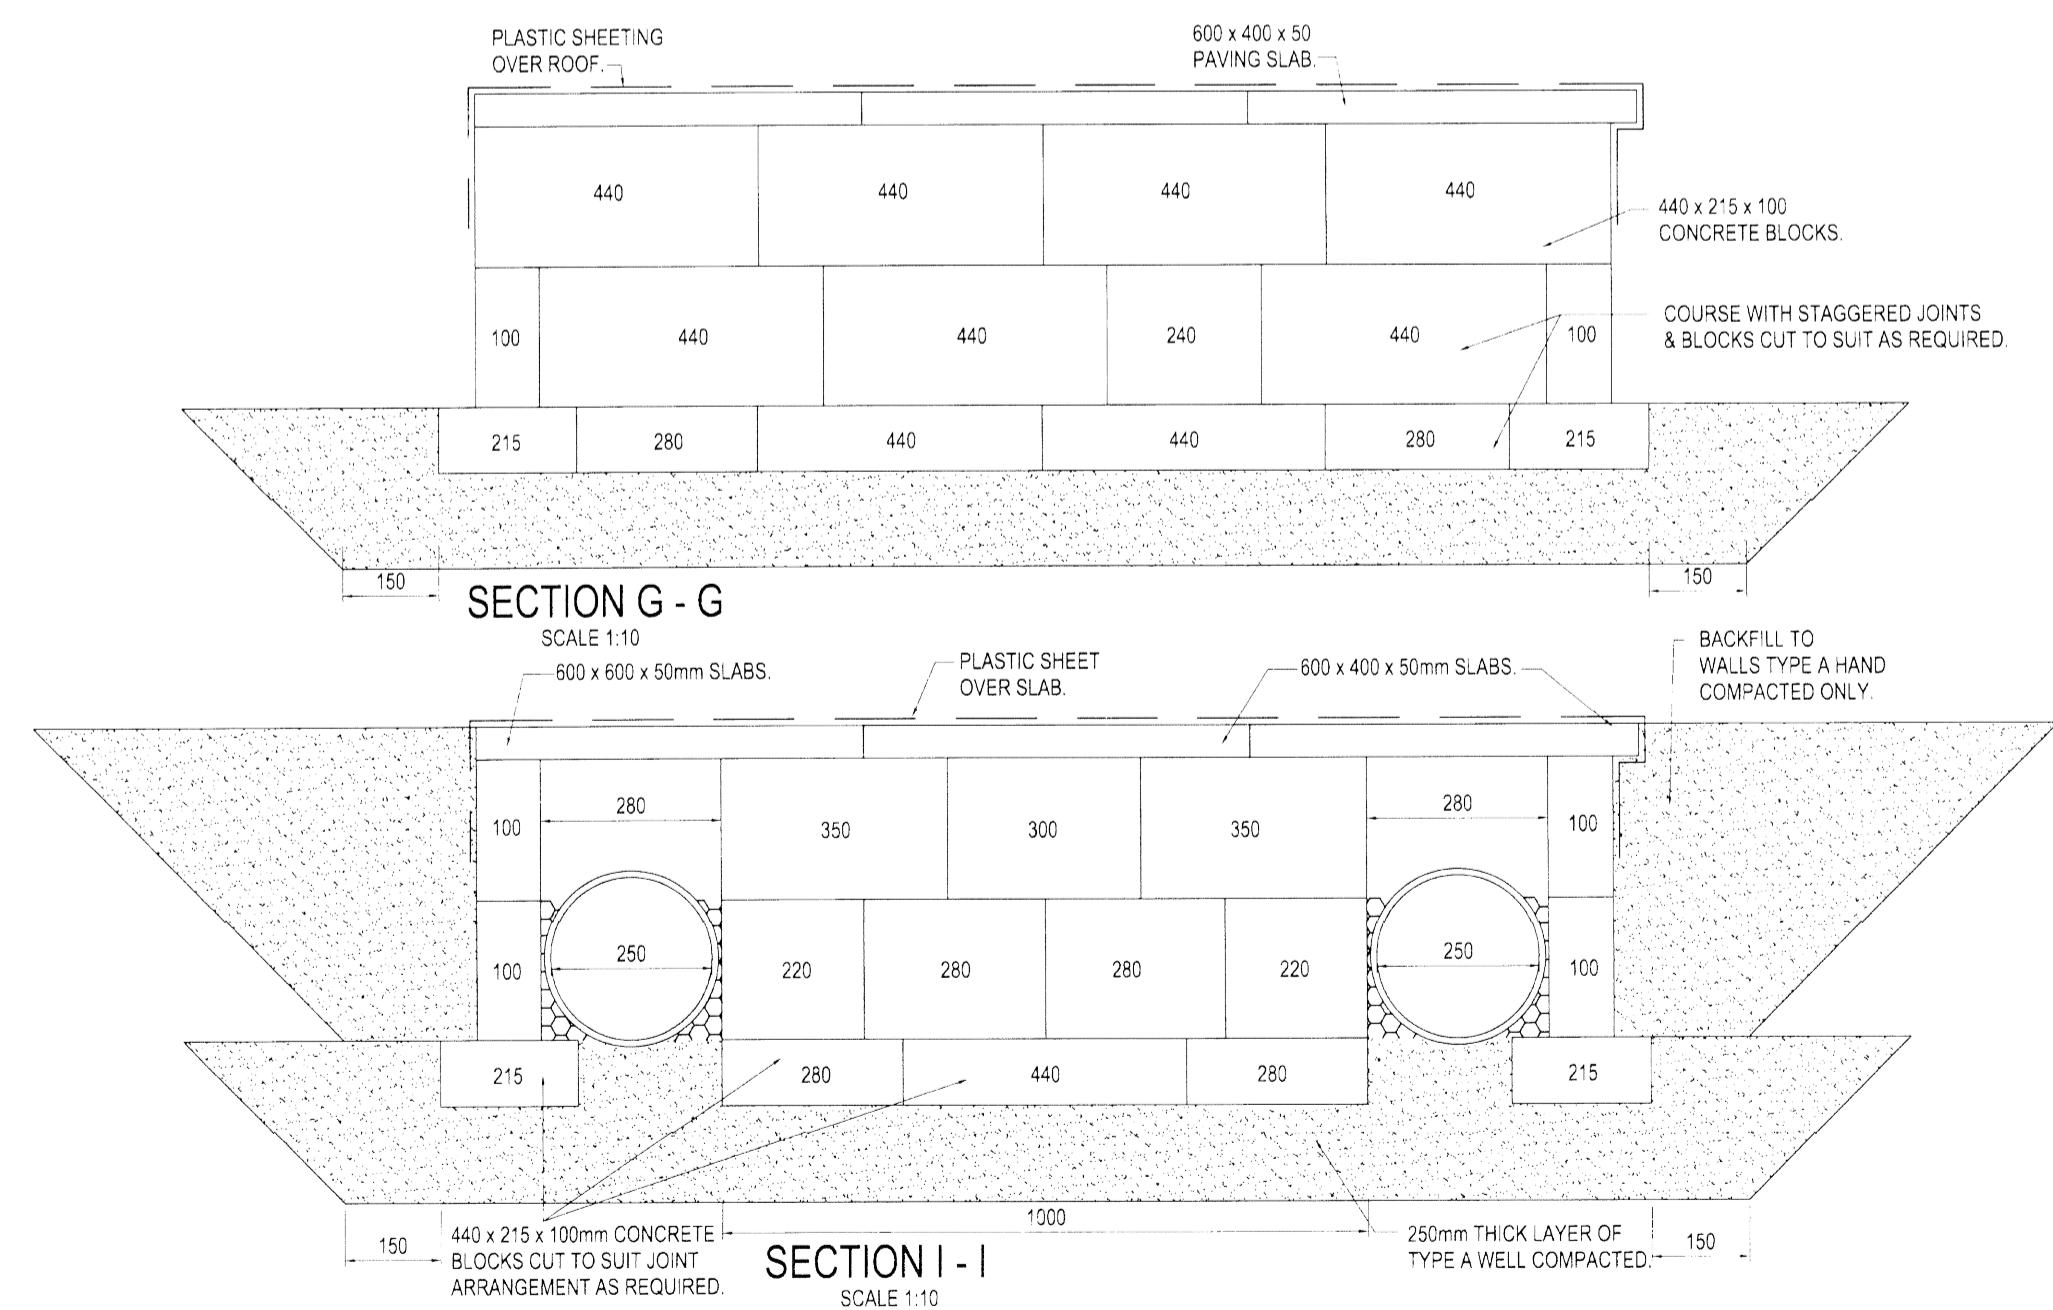 PLASTIC SHEETING
OVER ROOF.
600 x 400 x 50
PAVING SLAB.
440
440
440
440
440 x 215 x 100
CONCRETE BLOCKS.
100
440
440
240
440
100
COURSE WITH STAGGERED JOINTS
& BLOCKS CUT TO SUIT AS REQUIRED.
215
280
440
440
280
215
150
150
SECTION G - G
SCALE 1:10
600 x 600 x 50mm SLABS.
PLASTIC SHEET
OVER SLAB.
600 x 400 x 50mm SLABS.
BACKFILL TO
WALLS TYPE A HAND
COMPACTED ONLY.
100
280
350
300
350
280
100
100
250
220
280
280
220
250
100
215
280
440
280
215
1000
150
440 x 215 x 100mm CONCRETE
BLOCKS CUT TO SUIT JOINT
ARRANGEMENT AS REQUIRED.
250mm THICK LAYER OF
TYPE A WELL COMPACTED.
150
SECTION I - I
SCALE 1:10